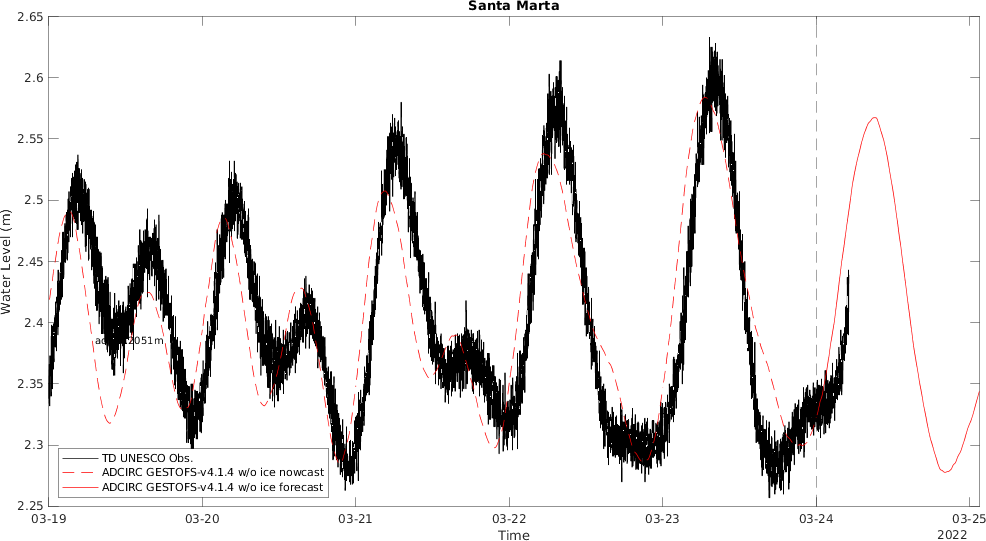 Santa Marta
2.65
2.6
2.55
2.5
2.45
2.4
2.35
2.3
2.25
Water Level (m)
TD UNESCO Obs.
ADCIRC GESTOFS-v4.1.4 w/o ice nowcast
ADCIRC GESTOFS-v4.1.4 w/o ice forecast
03-19 03-20 03-21 03-22 03-23 03-24 03-25
Time
2022